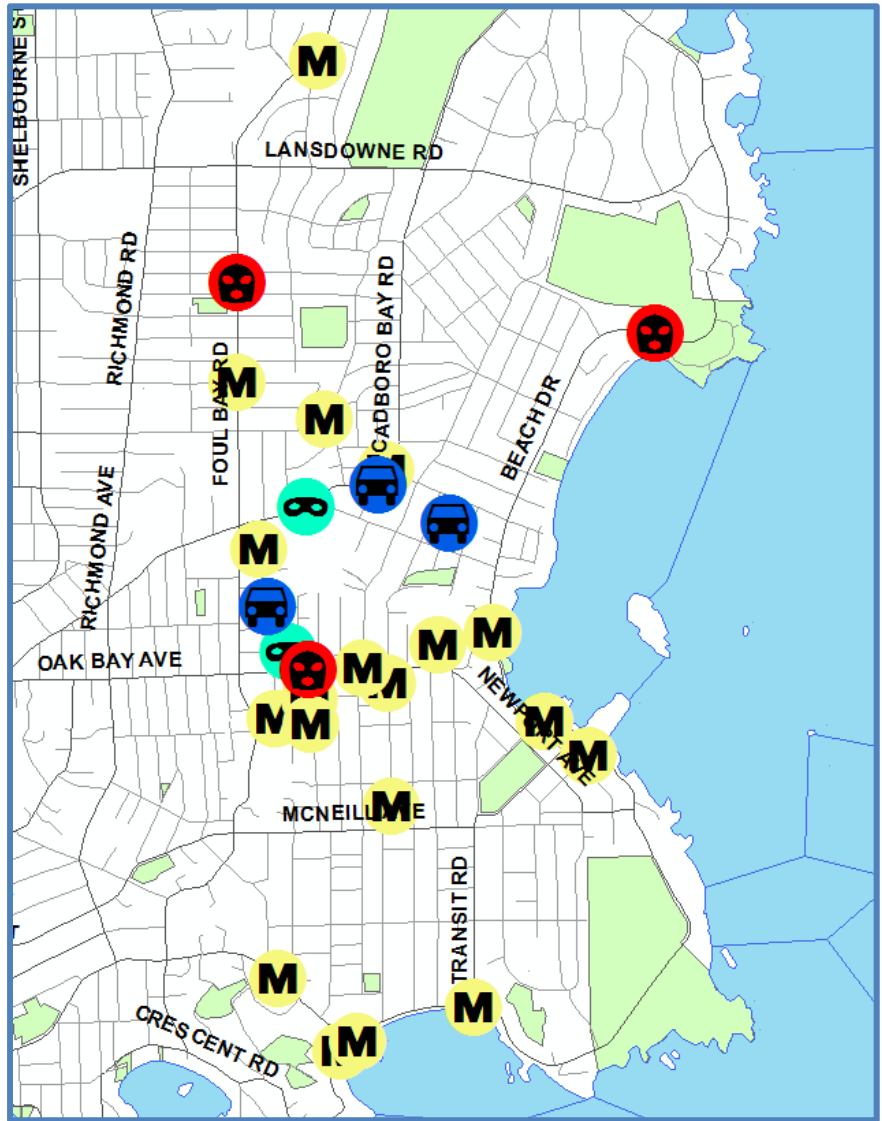 SHELBOURNE S
M
LANSDOWNE RD
RICHMOND RD
CADBORO BAY RD
FOUL BAY RD
M
M
BEACH DR
M
RICHMOND AVE
M
OAK BAY AVE
M
M
M
M
NEWPORT AVE
M
M
M
M
MCNEILL AVE
M
TRANSIT RD
M
M
CRESCENT RD
M
M